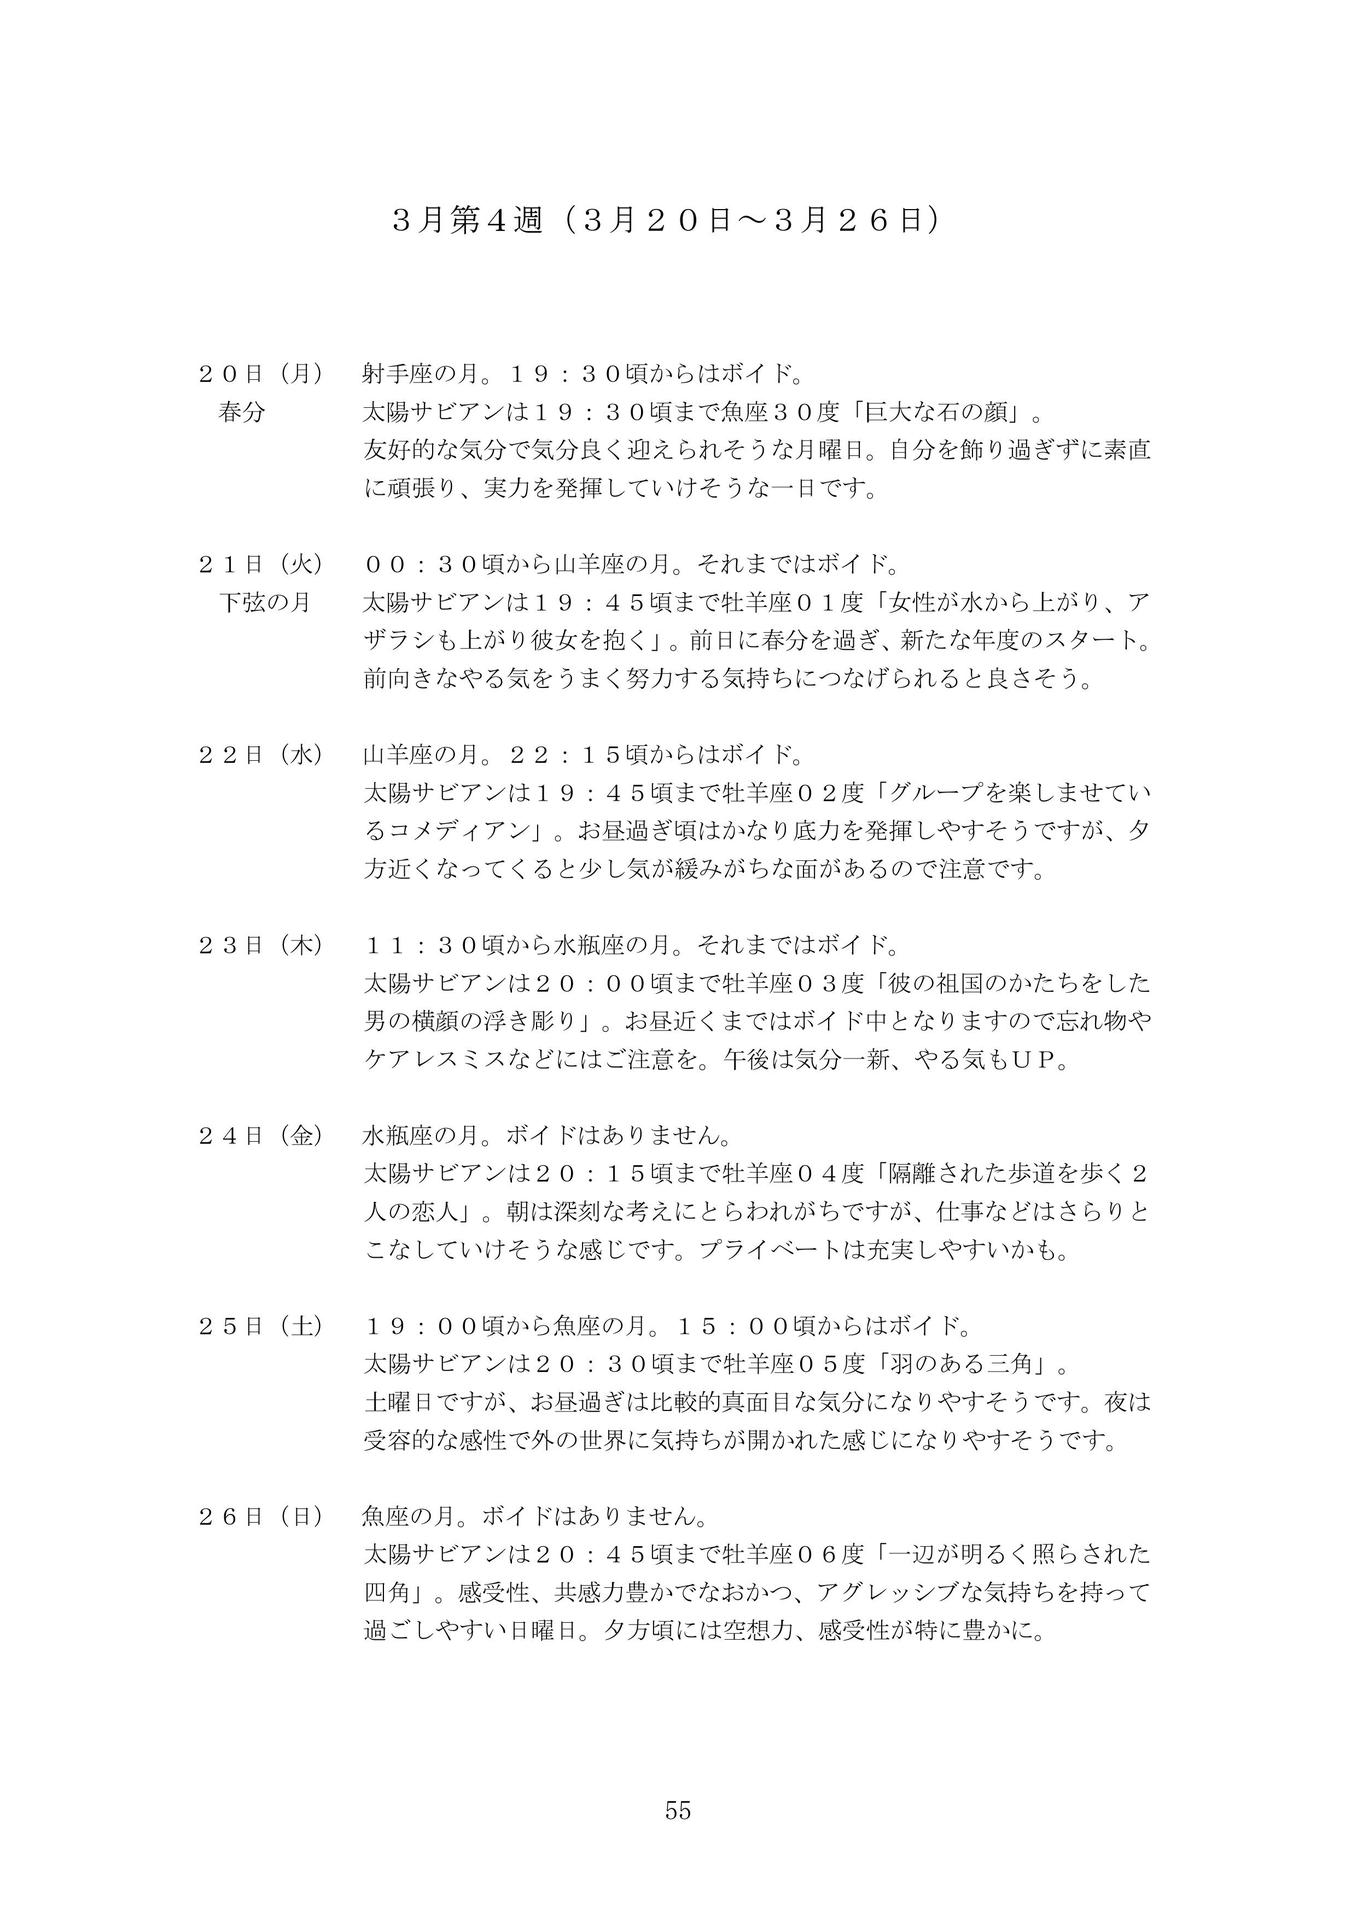 ３月第４週（３月２０日～３月２６日）
２０日（月）　射手座の月。１９：３０頃からはボイド。
春分　太陽サビアンは１９：３０頃まで魚座３０度「巨大な石の顔」。
友好的な気分で気分良く迎えられそうな月曜日。自分を飾り過ぎずに素直
に頑張り、実力を発揮していけそうな一日です。
２１日（火）　００：３０頃から山羊座の月。それまではボイド。
下弦の月　太陽サビアンは１９：４５頃まで牡羊座０１度「女性が水から上がり、ア
ザラシも上がり彼女を抱く」。前日に春分を過ぎ、新たな年度のスタート。
前向きなやる気をうまく努力する気持ちにつなげられると良さそう。
２２日（水）　山羊座の月。２２：１５頃からはボイド。
太陽サビアンは１９：４５頃まで牡羊座０２度「グループを楽しませてい
るコメディアン」。お昼過ぎ頃はかなり底力を発揮しやすそうですが、夕
方近くなってくると少し気が緩みがちな面があるので注意です。
２３日（木）　１１：３０頃から水瓶座の月。それまではボイド。
太陽サビアンは２０：００頃まで牡羊座０３度「彼の祖国のかたちをした
男の横顔の浮き彫り」。お昼近くまではボイド中となりますので忘れ物や
ケアレスミスなどにはご注意を。午後は気分一新、やる気もＵＰ。
２４日（金）　水瓶座の月。ボイドはありません。
太陽サビアンは２０：１５頃まで牡羊座０４度「隔離された歩道を歩く２
人の恋人」。朝は深刻な考えにとらわれがちですが、仕事などはさらりと
こなしていけそうな感じです。プライベートは充実しやすいかも。
２５日（土）　１９：００頃から魚座の月。１５：００頃からはボイド。
太陽サビアンは２０：３０頃まで牡羊座０５度「羽のある三角」。
土曜日ですが、お昼過ぎは比較的真面目な気分になりやすそうです。夜は
受容的な感性で外の世界に気持ちが開かれた感じになりやすそうです。
２６日（日）　魚座の月。ボイドはありません。
太陽サビアンは２０：４５頃まで牡羊座０６度「一辺が明るく照らされた
四角」。感受性、共感力豊かでなおかつ、アグレッシブな気持ちを持って
過ごしやすい日曜日。夕方頃には空想力、感受性が特に豊かに。
55